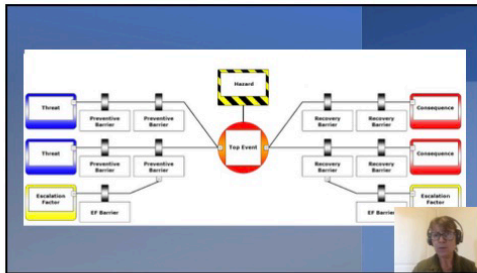 Hazard
Threat
Preventive
Barrier
Preventive
Barrier
Recovery
Barrier
Recovery
Barrier
Consequence
Top Event
Threat
Preventive
Barrier
Preventive
Barrier
Recovery
Barrier
Recovery
Barrier
Consequence
Escalation
Factor
EF Barrier
EF Barrier
Escalation
Factor